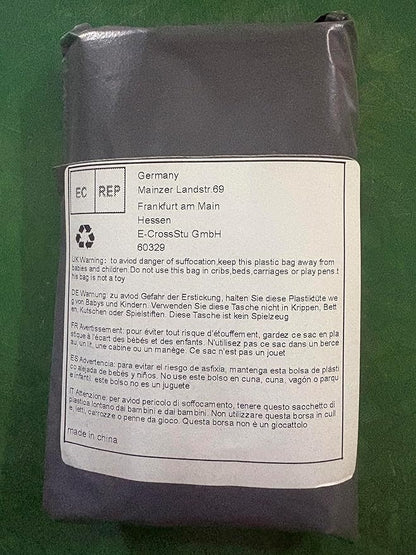 EC REP
Germany
Mainzer Landstr.69
Frankfurt am Main
Hessen
E-CrossStu GmbH
60329
UK Warning: to aviod danger of suffocation,keep this plastic bag away from
babies and children.Do not use this bag in cribs,beds,carriages or play pens.t
his bag is not a toy
DE Warnung: zu aviod.Gefahr der Erstickung, halten Sie diese Plastiktüte we
g von Babys und Kindern. Verwenden Sie diese Tasche nicht in Krippen, Bett
en, Kutschen oder Spielstiften. Diese Tasche ist kein Spielzeug
FR Avertissement: pour éviter tout risque d'étouffement, gardez ce sac en pla
stique à l'écart des bébés et des enfants. N'utilisez pas ce sac dans un berce
au, un lit, une cabine ou un manège. Ce sac n'est pas un jouet
ES Advertencia: para evitar el riesgo de asfixia, mantenga esta bolsa de plásti
co alejada de bebés y niños. No use este bolso en cuna, cuna, vagón o parqu
e infantil. este bolso no es un juguete
IT Attenzione: per aviod pericolo di soffocamento, tenere questo sacchetto di
plastica lontano dai bambini e dai bambini. Non utilizzare questa borsa in cull
e, letti, carrozze o penne da gioco. Questa borsa non è un giocattolo
made in china